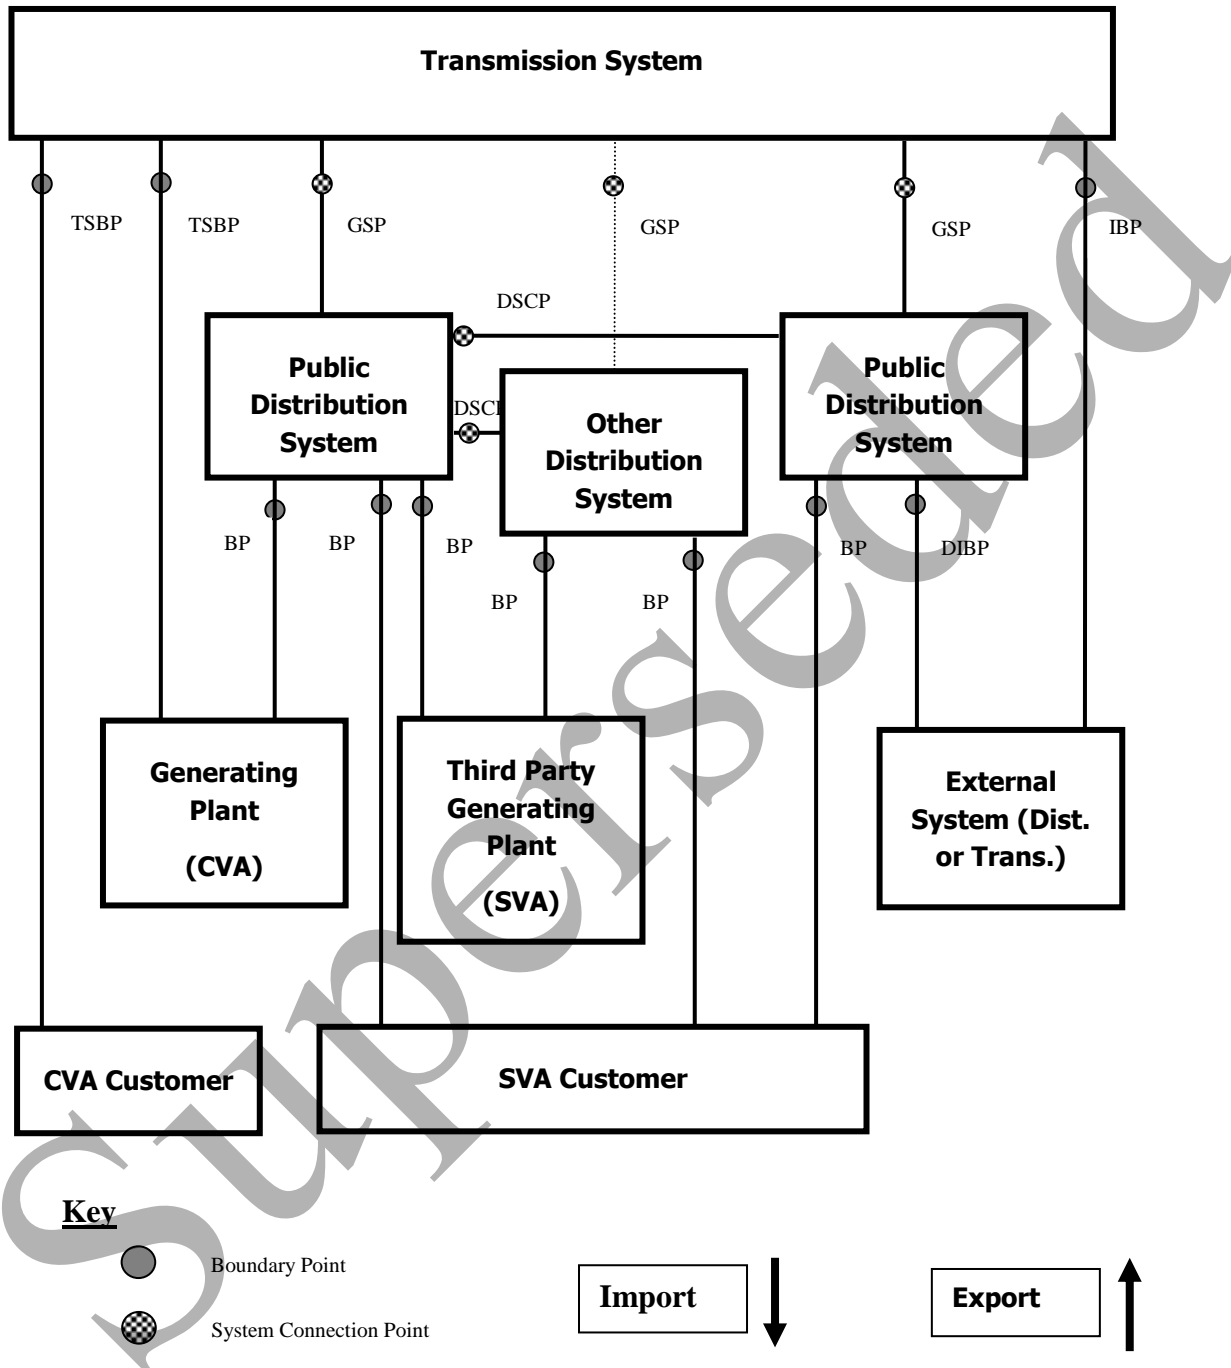 Transmission System
TSBP
TSBP
GSP
GSP
GSP
IBP
DSCP
Public
Distribution
System
DSCP
Other
Distribution
System
Public
Distribution
System
BP
BP
BP
BP
BP
BP
DIBP
Generating
Plant
(CVA)
Third Party
Generating
Plant
(SVA)
External
System (Dist.
or Trans.)
CVA Customer
SVA Customer
Key
Boundary Point
System Connection Point
Import
Export
Superseded